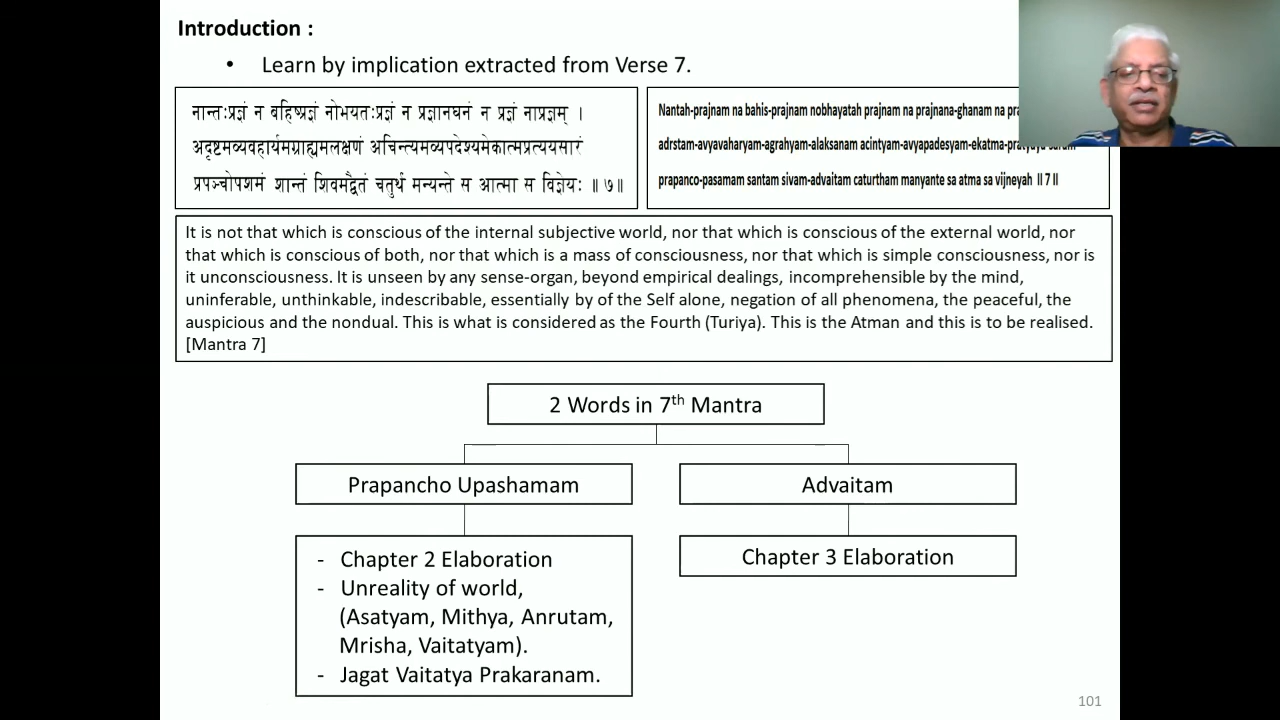 Introduction :
• Learn by implication extracted from Verse 7.
नान्तःप्रज्ञं न बहिष्प्रज्ञं नोभयतःप्रज्ञं न प्रज्ञानघनं न प्रज्ञं नाप्रज्ञम् ।
अदृष्टमव्यवहार्यमग्राह्यमलक्षणं अचिन्त्यमव्यपदेश्यमेकात्मप्रत्ययसारं
प्रपञ्चोपशमं शान्तं शिवमद्वैतं चतुर्थं मन्यन्ते स आत्मा स विज्ञेयः ॥ ७॥
Nantah-prajnam na bahis-prajnam nobhayatah prajnam na prajnana-ghanam na
adrstam-avyavaharyam-agrahyam-alaksanam acintyam-avyapadesyam-ekatma-
prapanco-pasamam santam sivam-advaitam caturtham manyante sa atma sa vijneyah II 7 II
It is not that which is conscious of the internal subjective world, nor that which is conscious of the external world, nor
that which is conscious of both, nor that which is a mass of consciousness, nor that which is simple consciousness, nor is
it unconsciousness. It is unseen by any sense-organ, beyond empirical dealings, incomprehensible by the mind,
uninferable, unthinkable, indescribable, essentially by of the Self alone, negation of all phenomena, the peaceful, the
auspicious and the nondual. This is what is considered as the Fourth (Turiya). This is the Atman and this is to be realised.
[Mantra 7]
2 Words in 7th Mantra
Prapancho Upashamam
Advaitam
- Chapter 2 Elaboration
- Unreality of world,
(Asatyam, Mithya, Anrutam,
Mrisha, Vaitatyam).
- Jagat Vaitatya Prakaranam.
Chapter 3 Elaboration
101